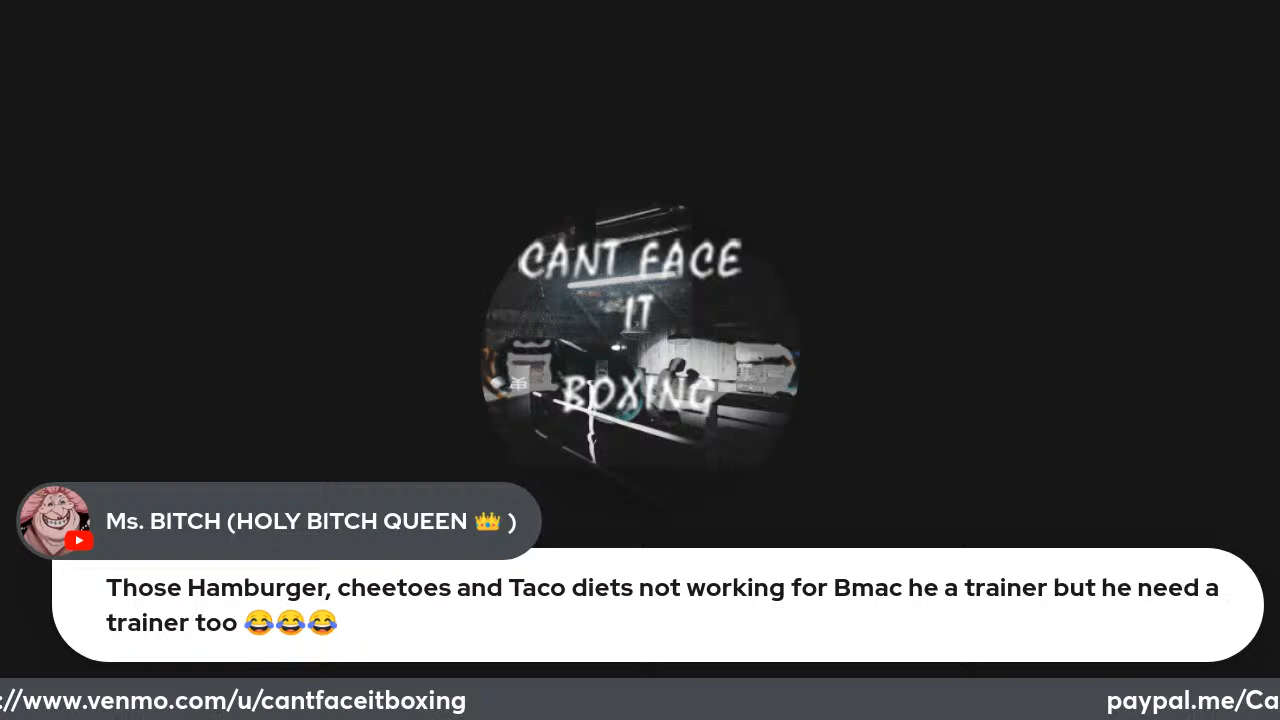 CANT FACE
IT
BOXING
Ms. BITCH (HOLY BITCH QUEEN 👑 )
Those Hamburger, cheetoes and Taco diets not working for Bmac he a trainer but he need a
trainer too 😂😂😂
://www.venmo.com/u/cantfaceitboxing
paypal.me/Ca